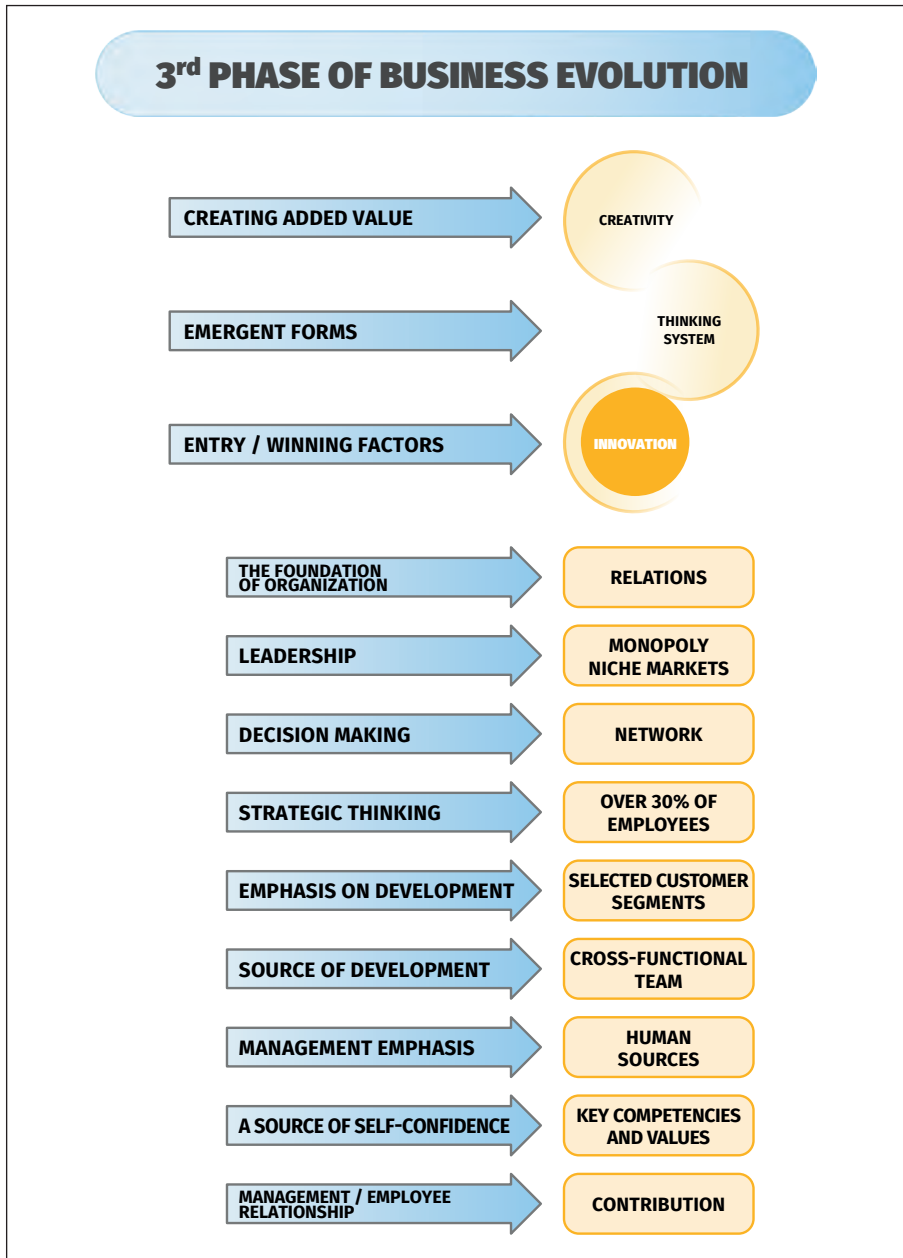 3rd PHASE OF BUSINESS EVOLUTION
CREATING ADDED VALUE
CREATIVITY
EMERGENT FORMS
THINKING
SYSTEM
ENTRY / WINNING FACTORS
INNOVATION
THE FOUNDATION
OF ORGANIZATION
RELATIONS
LEADERSHIP
MONOPOLY
NICHE MARKETS
DECISION MAKING
NETWORK
STRATEGIC THINKING
OVER 30% OF
EMPLOYEES
EMPHASIS ON DEVELOPMENT
SELECTED CUSTOMER
SEGMENTS
SOURCE OF DEVELOPMENT
CROSS-FUNCTIONAL
TEAM
MANAGEMENT EMPHASIS
HUMAN
SOURCES
A SOURCE OF SELF-CONFIDENCE
KEY COMPETENCIES
AND VALUES
MANAGEMENT / EMPLOYEE
RELATIONSHIP
CONTRIBUTION